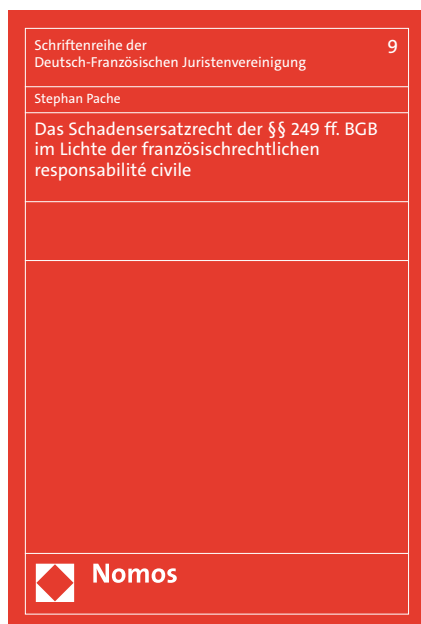 Schriftenreihe der
Deutsch-Französischen Juristenvereinigung
9
Stephan Pache
Das Schadensersatzrecht der §§ 249 ff. BGB
im Lichte der französischrechtlichen
responsabilité civile
Nomos